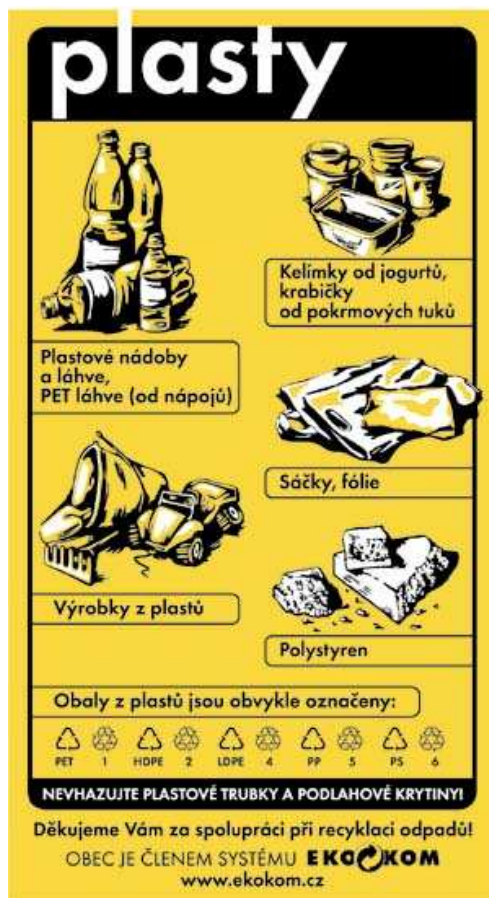 plasty
Plastové nádoby
a láhve,
PET láhve (od nápojů)
Kelímky od jogurtů,
krabičky
od pokrmových tuků
Sáčky, fólie
Výrobky z plastů
Polystyren
Obaly z plastů jsou obvykle označeny:
PET 1 HDPE 2 LDPE 4 PP 5 PS 6
NEVHAZUJTE PLASTOVÉ TRUBKY A PODLAHOVÉ KRYTINY!
Děkujeme Vám za spolupráci při recyklaci odpadů!
OBEC JE ČLENEM SYSTÉMU EKO KOM
www.ekokom.cz